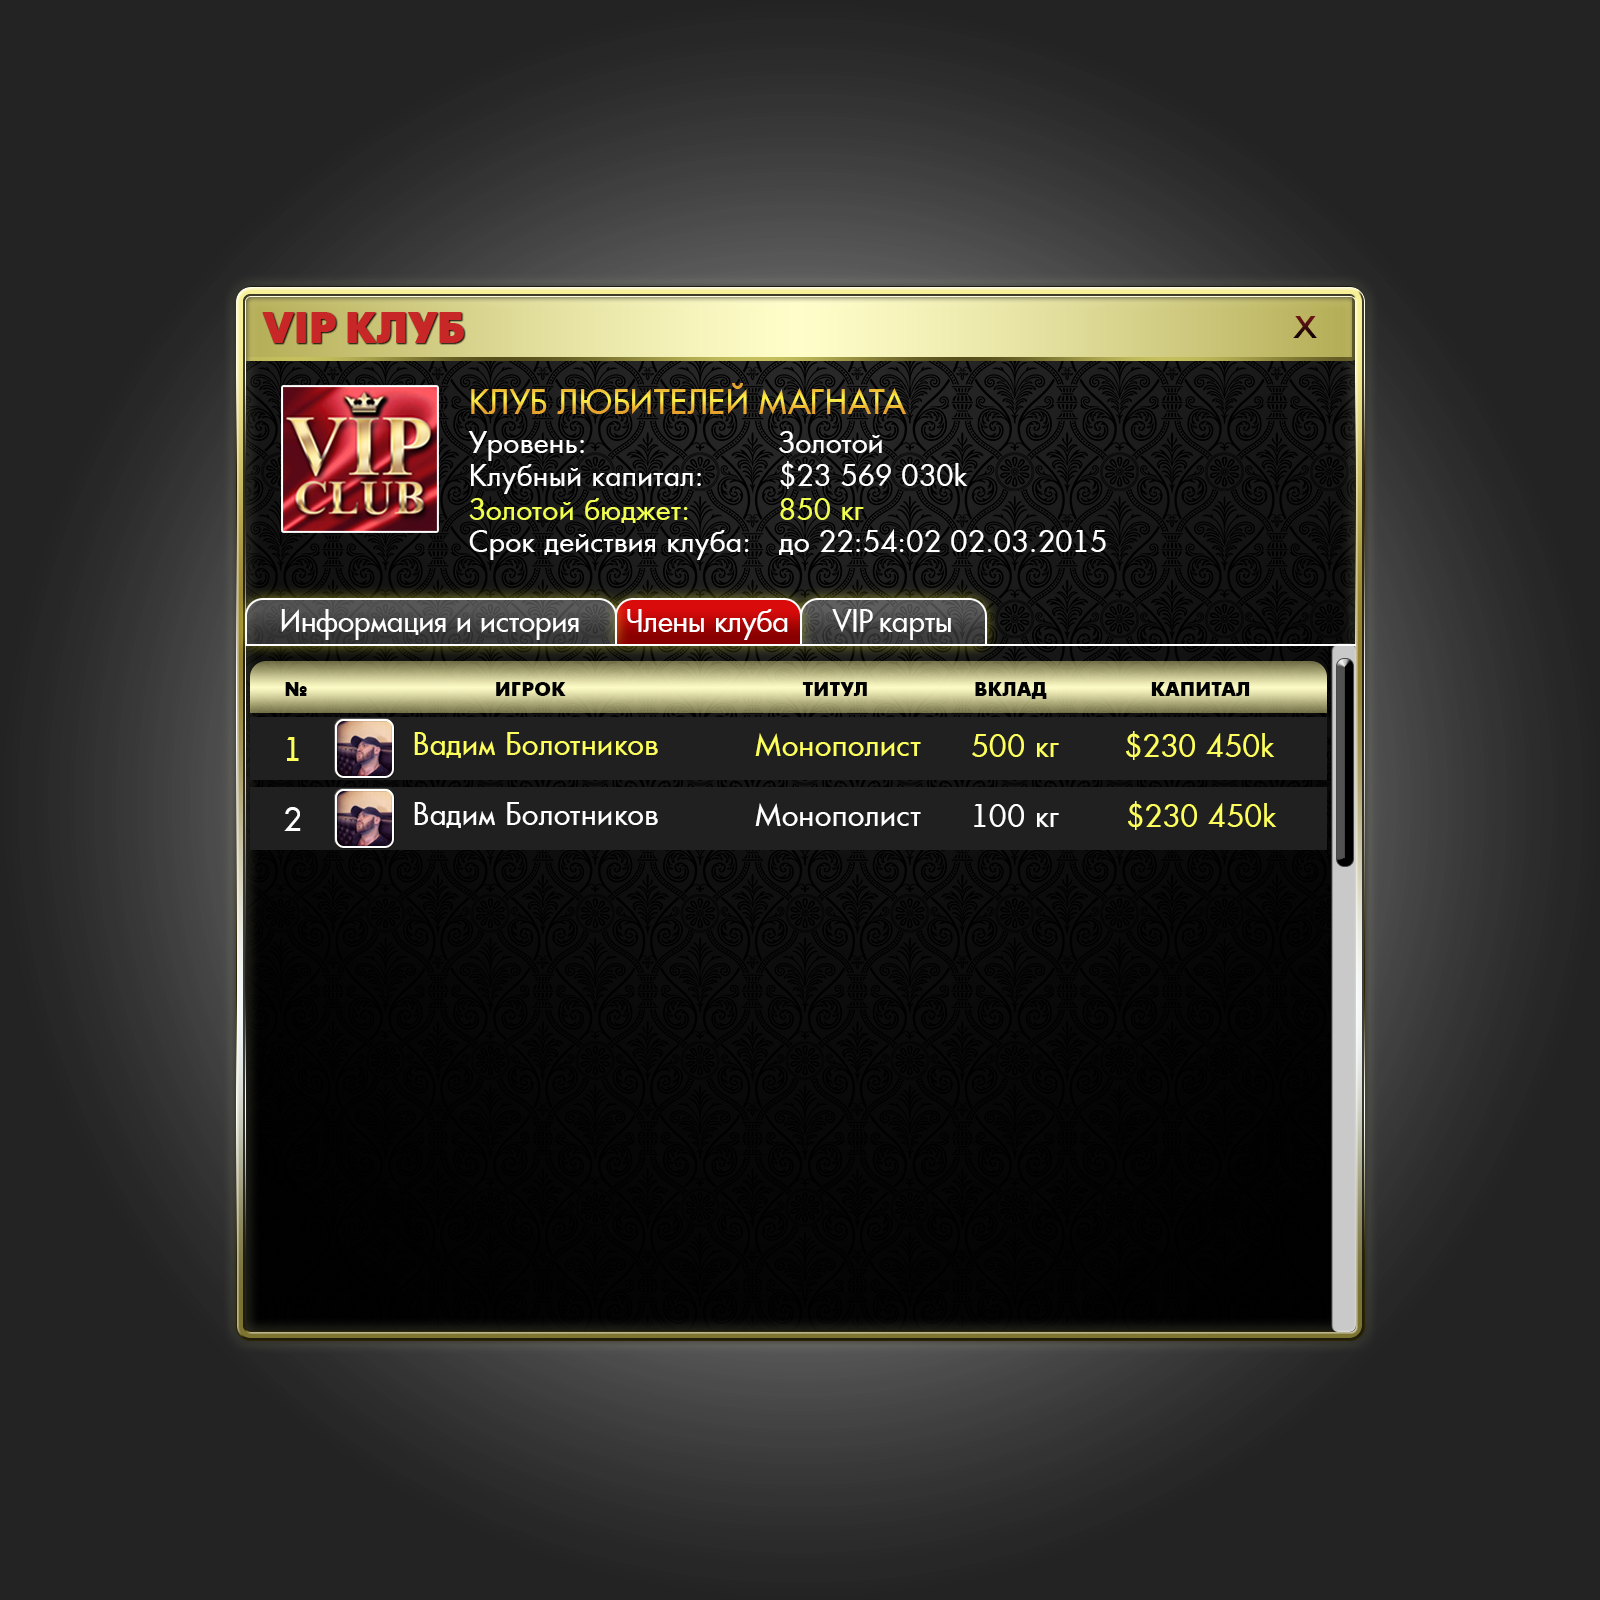 VIP КЛУБ X
VIP
CLUB
КЛУБ ЛЮБИТЕЛЕЙ МАГНАТА
Уровень: Золотой
Клубный капитал: $23 569 030k
Золотой бюджет: 850 кг
Срок действия клуба: до 22:54:02 02.03.2015
Информация и история Члены клуба VIP карты
№ ИГРОК ТИТУЛ ВКЛАД КАПИТАЛ
1 Вадим Болотников Монополист 500 кг $230 450k
2 Вадим Болотников Монополист 100 кг $230 450k